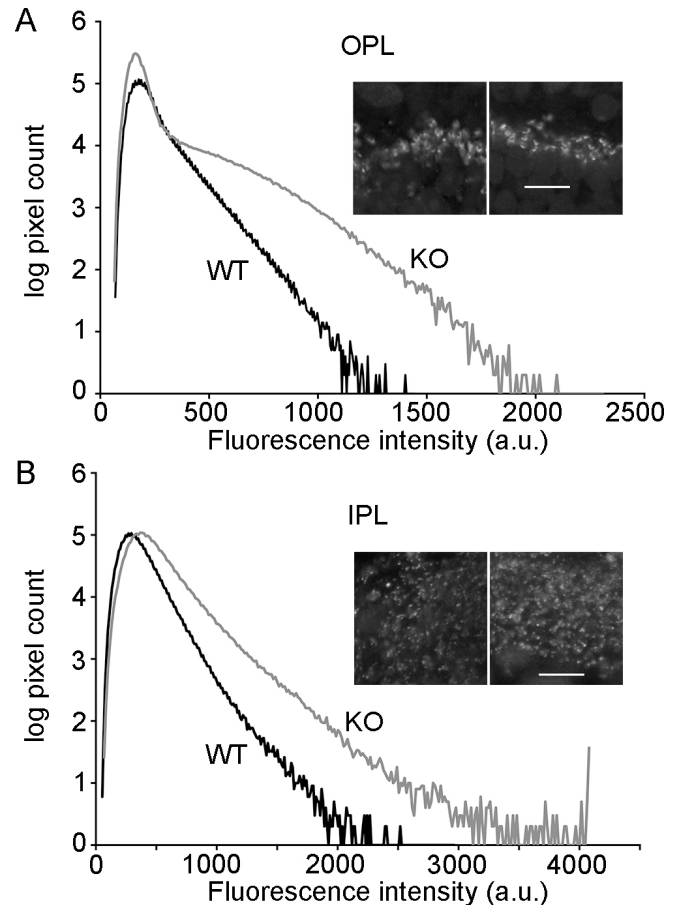 A
OPL
6
5
4
3
2
1
0
log pixel count
WT
KO
0 500 1000 1500 2000 2500
Fluorescence intensity (a.u.)
B
IPL
6
5
4
3
2
1
0
log pixel count
WT
KO
0 1000 2000 3000 4000
Fluorescence intensity (a.u.)